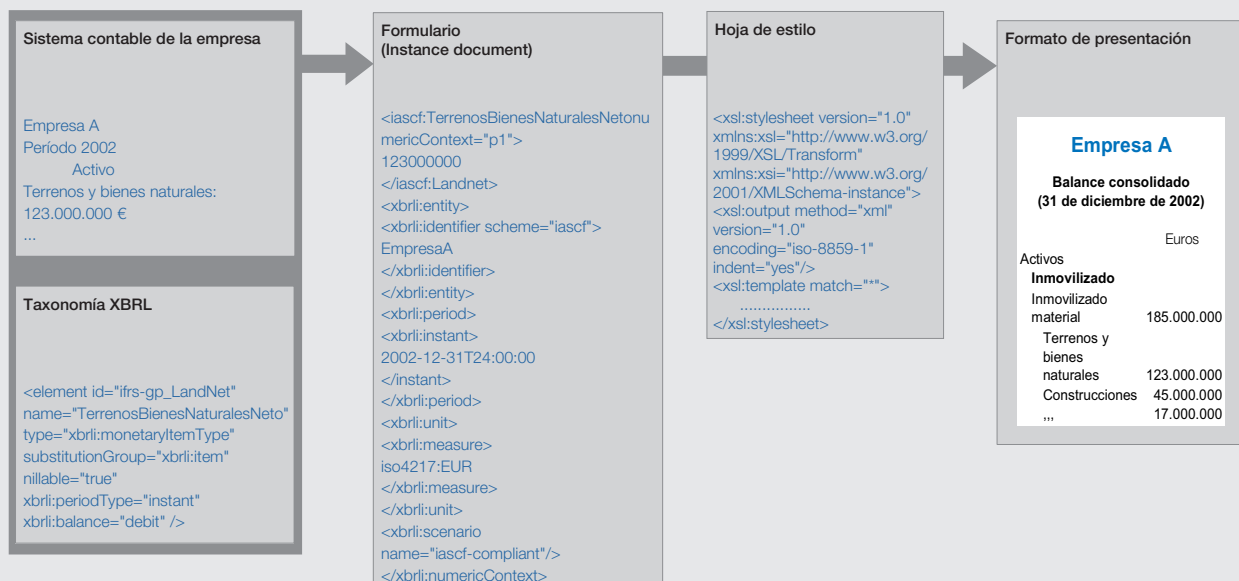 Sistema contable de la empresa
Empresa A
Período 2002
Activo
Terrenos y bienes naturales:
123.000.000 €
...
Taxonomía XBRL
<element id="ifrs-gp_LandNet"
name="TerrenosBienesNaturalesNeto"
type="xbrli:monetaryItemType"
substitutionGroup="xbrli:item"
nillable="true"
xbrli:periodType="instant"
xbrli:balance="debit" />
Formulario
(Instance document)
<iascf:TerrenosBienesNaturalesNetonu
mericContext="p1">
123000000
</iascf:Landnet>
<xbrli:entity>
<xbrli:identifier scheme="iascf">
EmpresaA
</xbrli:identifier>
</xbrli:entity>
<xbrli:period>
<xbrli:instant>
2002-12-31T24:00:00
</instant>
</xbrli:period>
<xbrli:unit>
<xbrli:measure>
iso4217:EUR
</xbrli:measure>
</xbrli:unit>
<xbrli:scenario
name="iascf-compliant"/>
</xbrli:numericContext>
Hoja de estilo
<xsl:stylesheet version="1.0"
xmlns:xsl="http://www.w3.org/
1999/XSL/Transform"
xmlns:xsi="http://www.w3.org/
2001/XMLSchema-instance">
<xsl:output method="xml"
version="1.0"
encoding="iso-8859-1"
indent="yes"/>
<xsl:template match="*">
................
</xsl:stylesheet>
Formato de presentación
Empresa A
Balance consolidado
(31 de diciembre de 2002)
Euros
Activos
Inmovilizado
Inmovilizado
material 185.000.000
Terrenos y
bienes
naturales 123.000.000
Construcciones 45.000.000
,,, 17.000.000